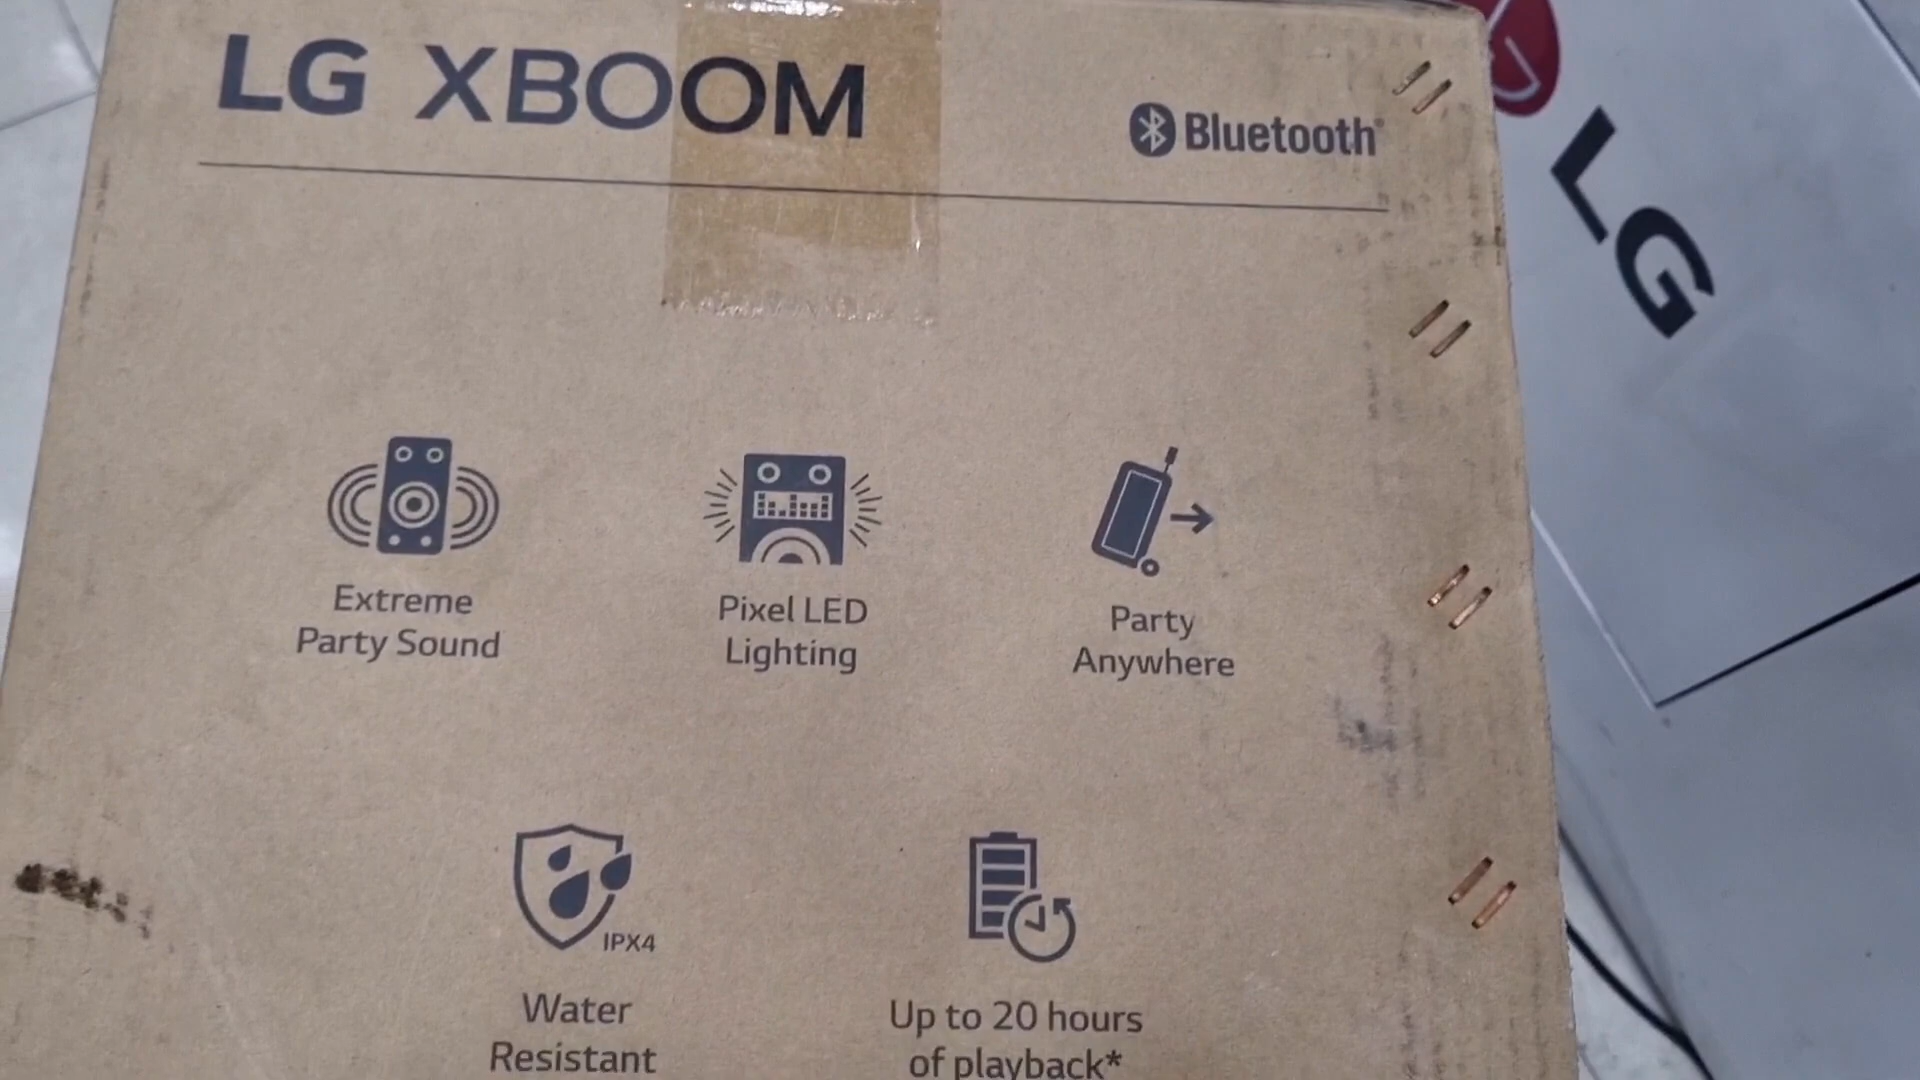 LG XBOOM
Bluetooth®
LG
Extreme
Party Sound
Pixel LED
Lighting
Party
Anywhere
IPX4
Water
Resistant
Up to 20 hours
of playback*